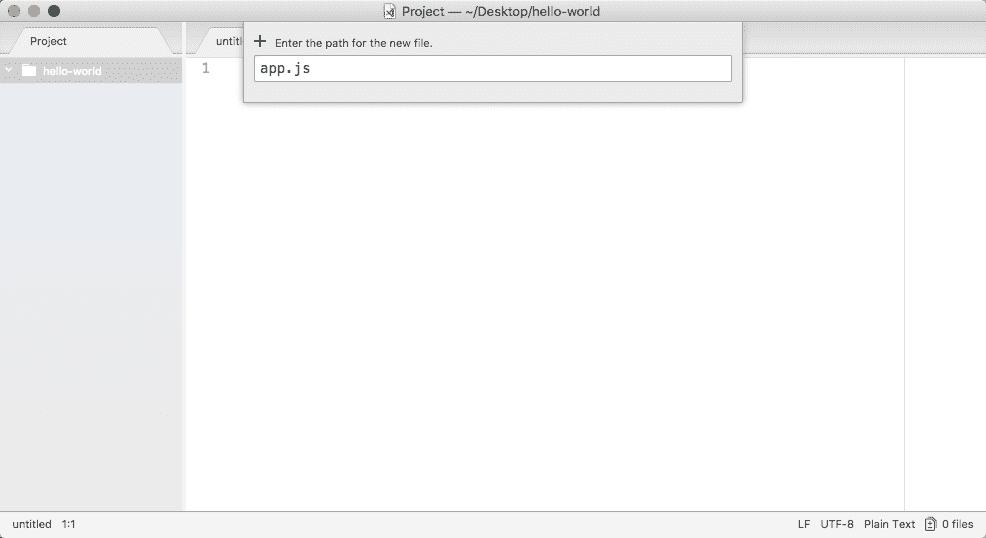 Project — ~/Desktop/hello-world
Project
untitl
+ Enter the path for the new file.
app.js
hello-world
1
untitled 1:1
LF UTF-8 Plain Text 0 files